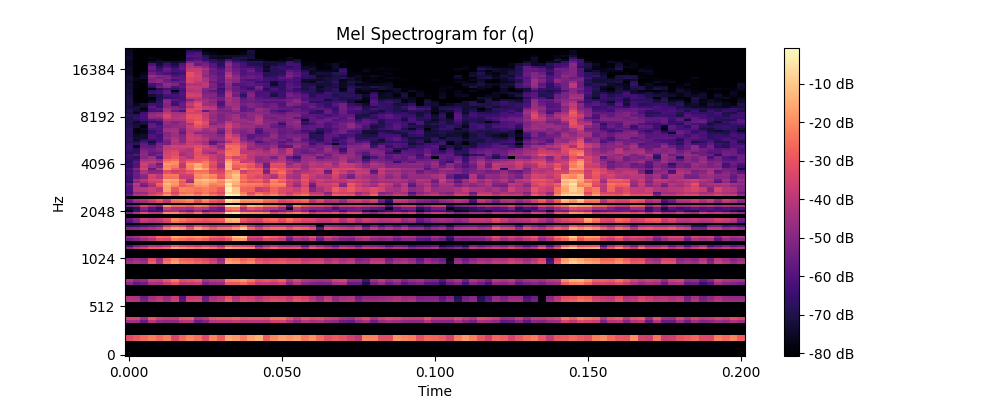 Mel Spectrogram for (q)
16384
8192
4096
2048
1024
512
0
Hz
0.000 0.050 0.100 0.150 0.200
Time
-10 dB
-20 dB
-30 dB
-40 dB
-50 dB
-60 dB
-70 dB
-80 dB